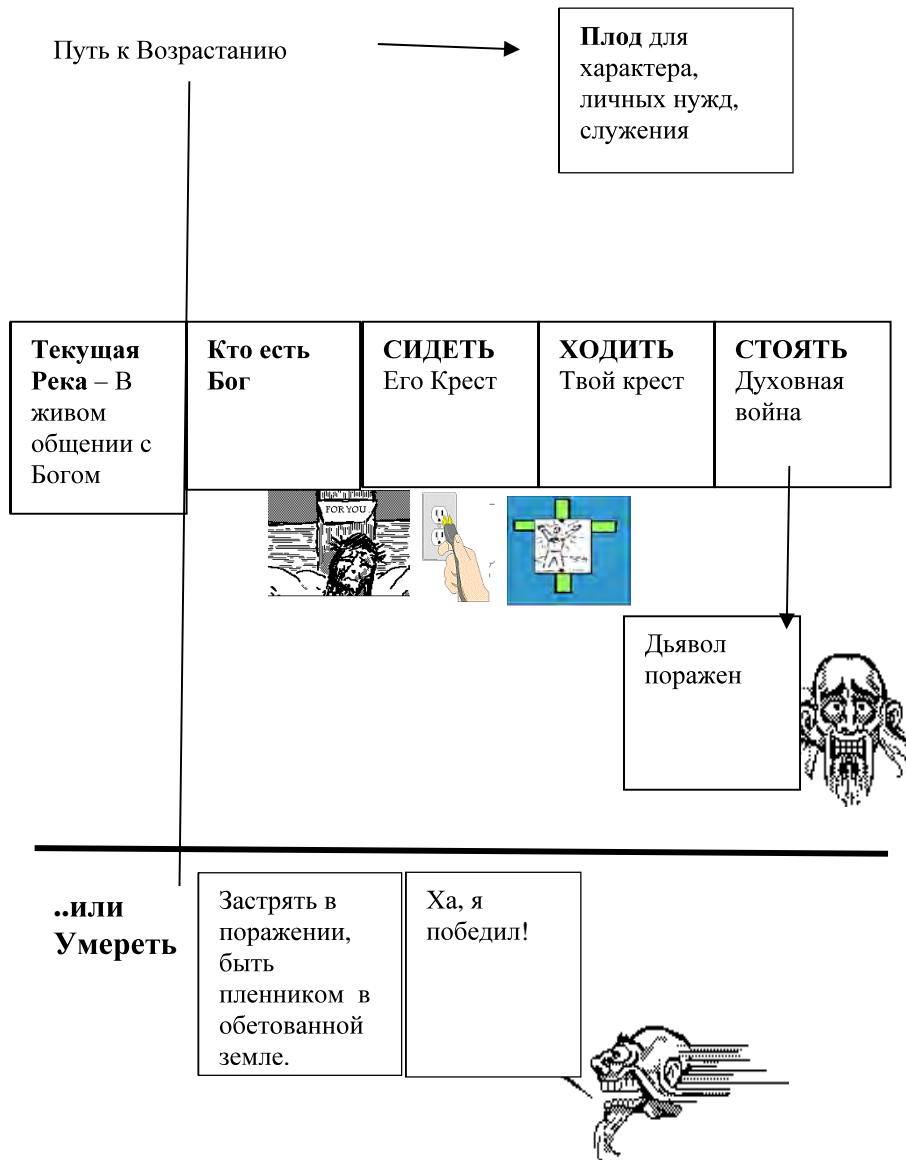 Путь к Возрастанию
Плод для
характера,
личных нужд,
служения
Текущая
Река – В
живом
общении с
Богом
Кто есть
Бог
СИДЕТЬ
Его Крест
ХОДИТЬ
Твой крест
СТОЯТЬ
Духовная
война
FOR YOU
Дьявол
поражен
..или
Умереть
Застрять в
поражении,
быть
пленником в
обетованной
земле.
Ха, я
победил!